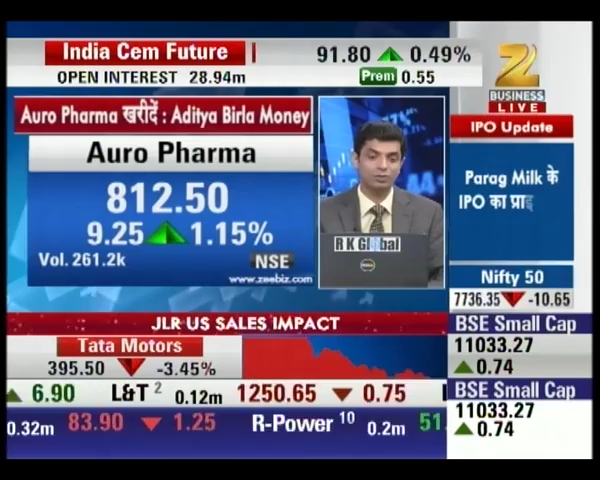 India Cem Future
91.80 0.49%
OPEN INTEREST 28.94m
Prem 0.55
Z
BUSINESS
LIVE
Auro Pharma खरीदें : Aditya Birla Money
Auro Pharma
812.50
9.25 1.15%
Vol. 261.2k
NSE
www.zeebiz.com
R K Global
DELL
IPO Update
Parag Milk के
IPO का प्राइ
Nifty 50
7736.35 -10.65
JLR US SALES IMPACT
Tata Motors
395.50 -3.45%
BSE Small Cap
11033.27
0.74
6.90 L&T 2 0.12m 1250.65 0.75
BSE Small Cap
11033.27
0.74
0.32m 83.90 1.25 R-Power 10 0.2m 51.